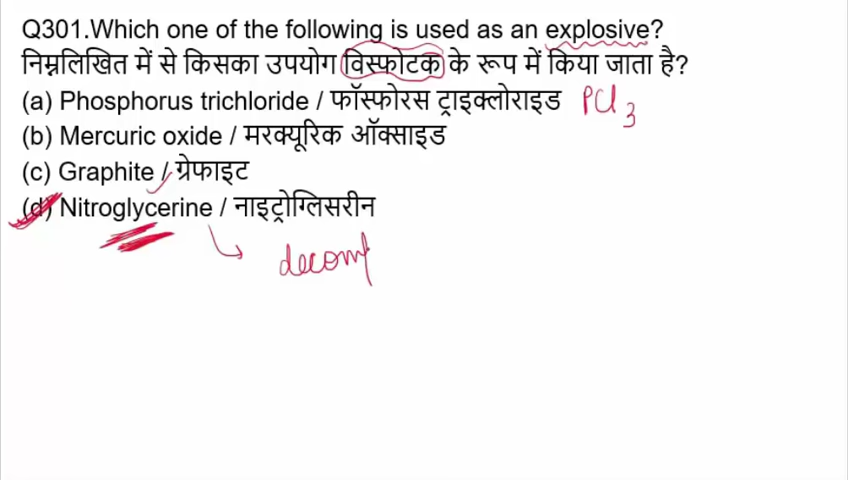 Q301.Which one of the following is used as an explosive?
निम्नलिखित में से किसका उपयोग विस्फोटक के रूप में किया जाता है?
(a) Phosphorus trichloride / फॉस्फोरस ट्राइक्लोराइड PCl3
(b) Mercuric oxide / मरक्यूरिक ऑक्साइड
(c) Graphite / ग्रेफाइट
(d) Nitroglycerine / नाइट्रोग्लिसरीन
decomp